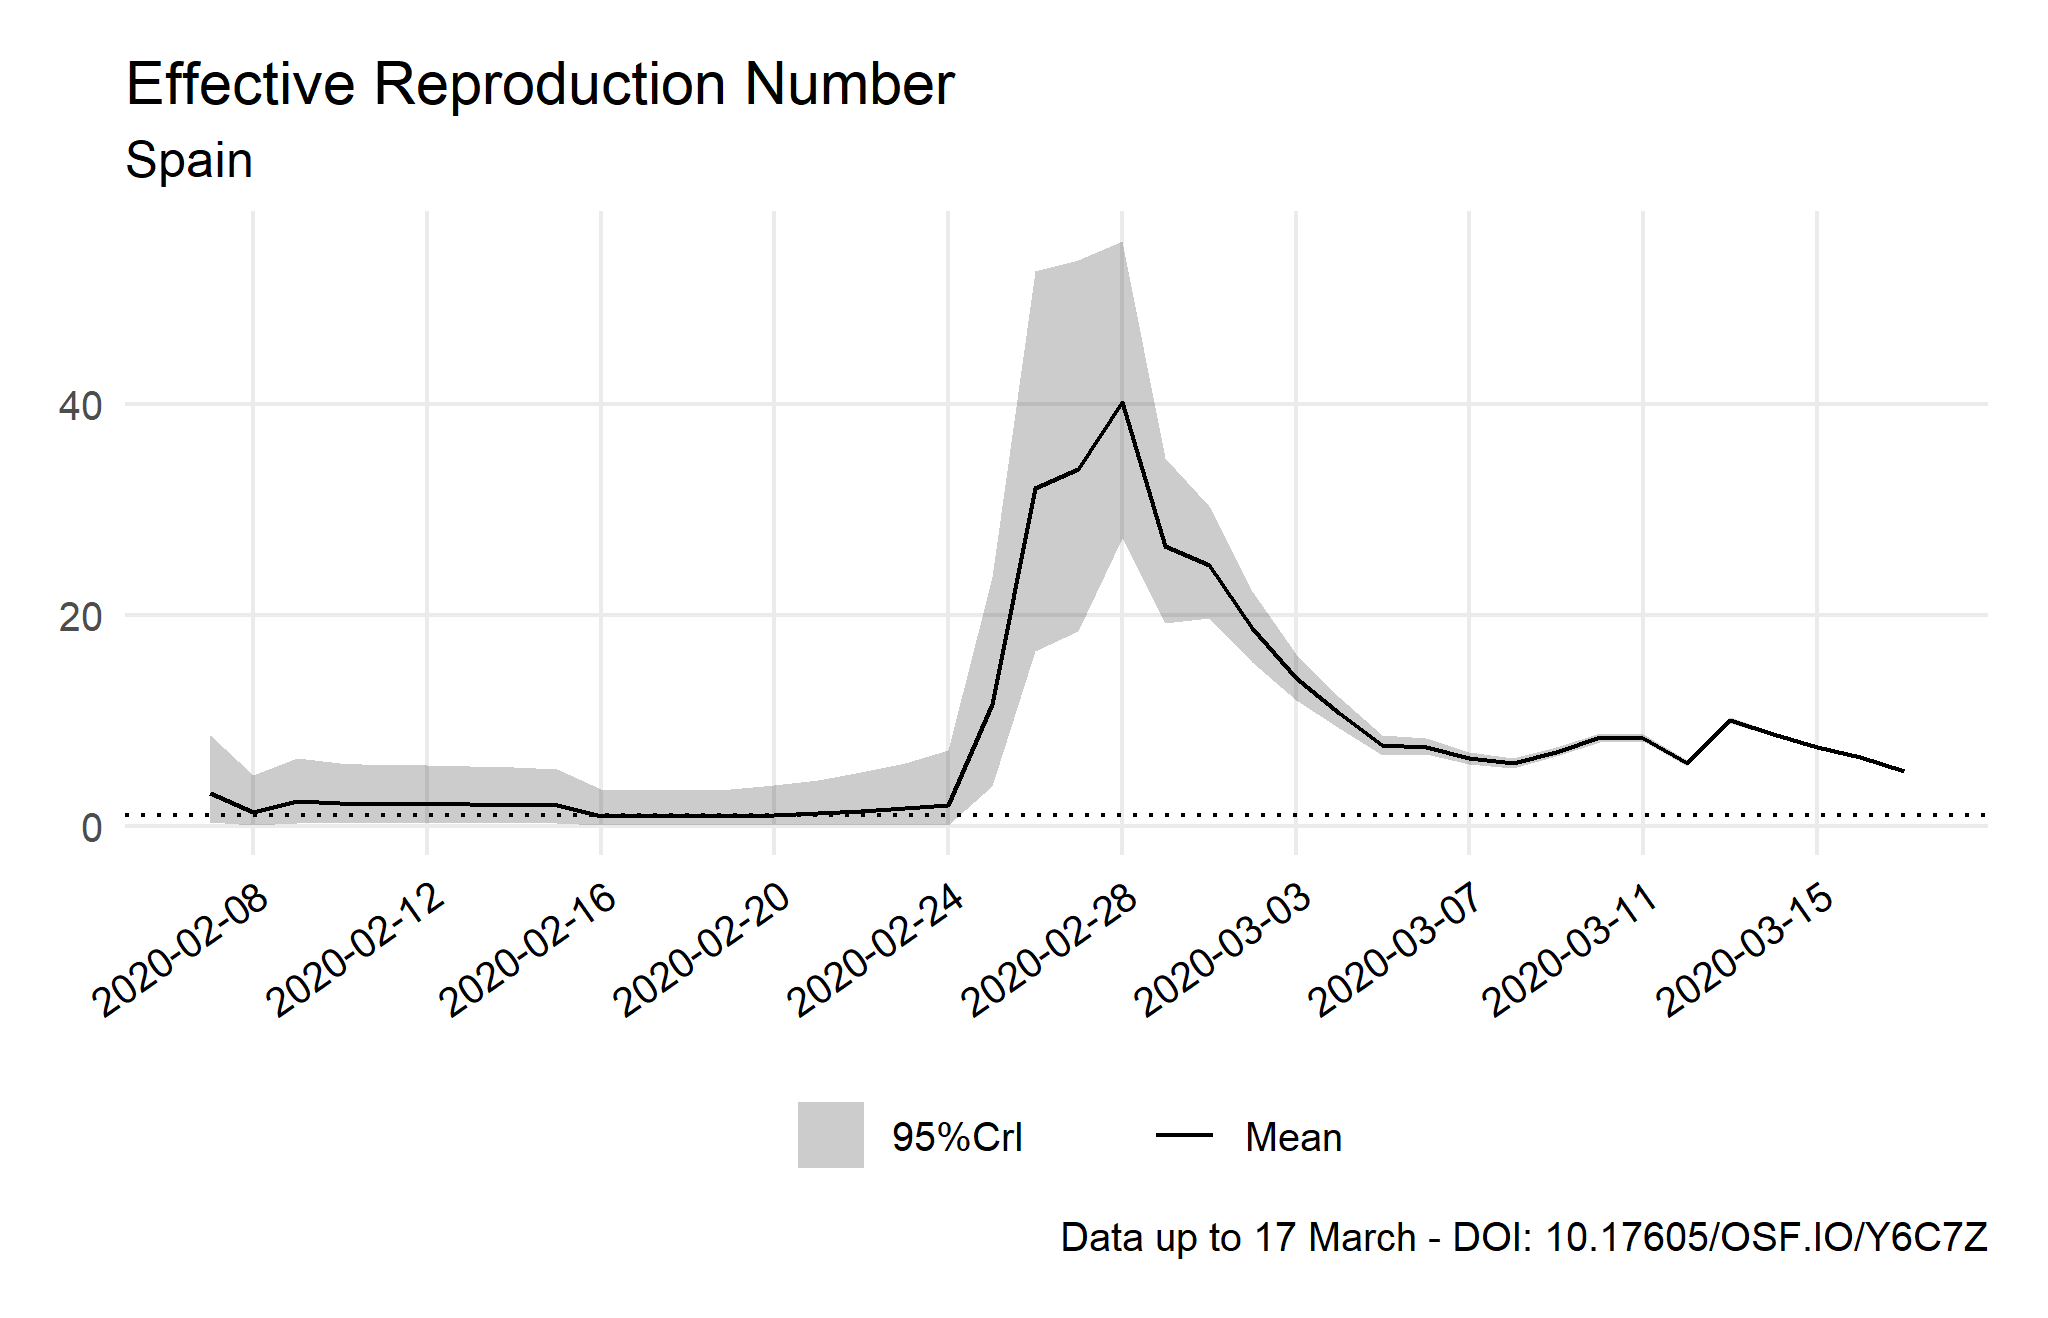 Effective Reproduction Number
Spain
40
20
0
2020-02-08
2020-02-12
2020-02-16
2020-02-20
2020-02-24
2020-02-28
2020-03-03
2020-03-07
2020-03-11
2020-03-15
95%CrI
Mean
Data up to 17 March - DOI: 10.17605/OSF.IO/Y6C7Z